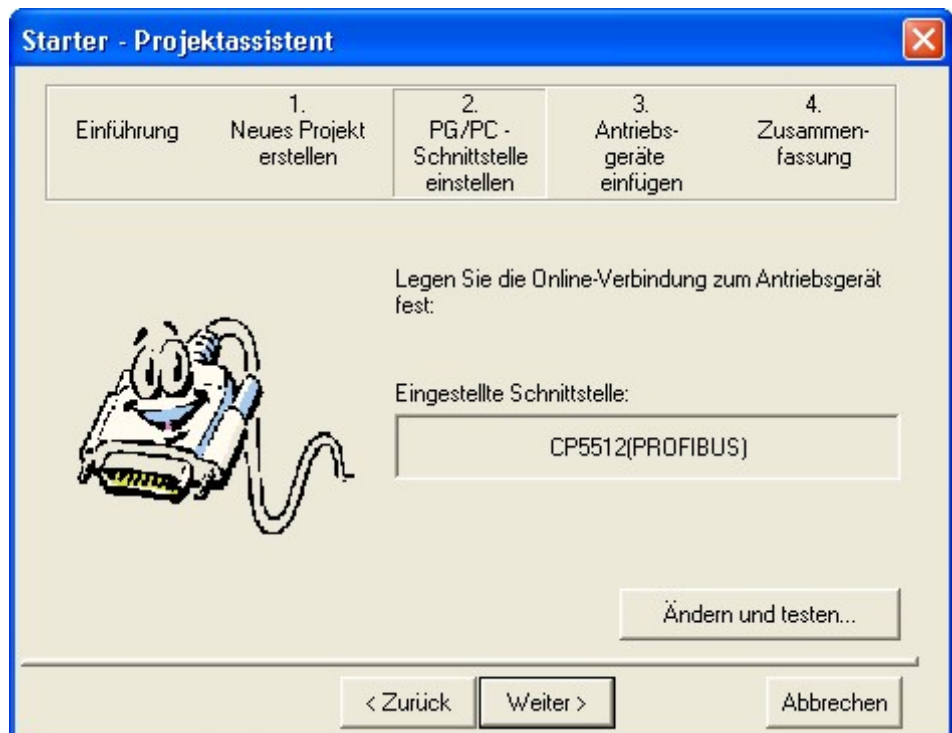 Starter - Projektassistent
Einführung
1.
Neues Projekt
erstellen
2.
PG/PC -
Schnittstelle
einstellen
3.
Antriebs-
geräte
einfügen
4.
Zusammen-
fassung
Legen Sie die Online-Verbindung zum Antriebsgerät
fest:
Eingestellte Schnittstelle:
CP5512(PROFIBUS)
Ändern und testen...
< Zurück
Weiter >
Abbrechen